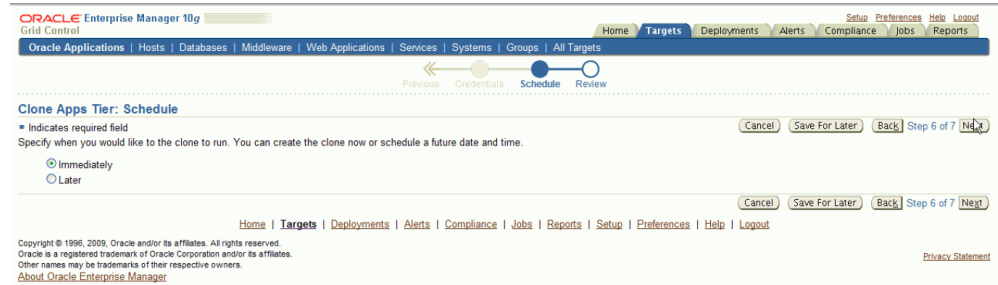 ORACLE Enterprise Manager 10g
Grid Control
Setup Preferences Help Logout
Home Targets Deployments Alerts Compliance Jobs Reports
Oracle Applications | Hosts | Databases | Middleware | Web Applications | Services | Systems | Groups | All Targets
Previous Credentials Schedule Review
Clone Apps Tier: Schedule
* Indicates required field
Cancel Save For Later Back Step 6 of 7 Next
Specify when you would like to the clone to run. You can create the clone now or schedule a future date and time.
Immediately
Later
Cancel Save For Later Back Step 6 of 7 Next
Home | Targets | Deployments | Alerts | Compliance | Jobs | Reports | Setup | Preferences | Help | Logout
Copyright © 1996, 2009, Oracle and/or its affiliates. All rights reserved.
Oracle is a registered trademark of Oracle Corporation and/or its affiliates.
Other names may be trademarks of their respective owners.
Privacy Statement
About Oracle Enterprise Manager